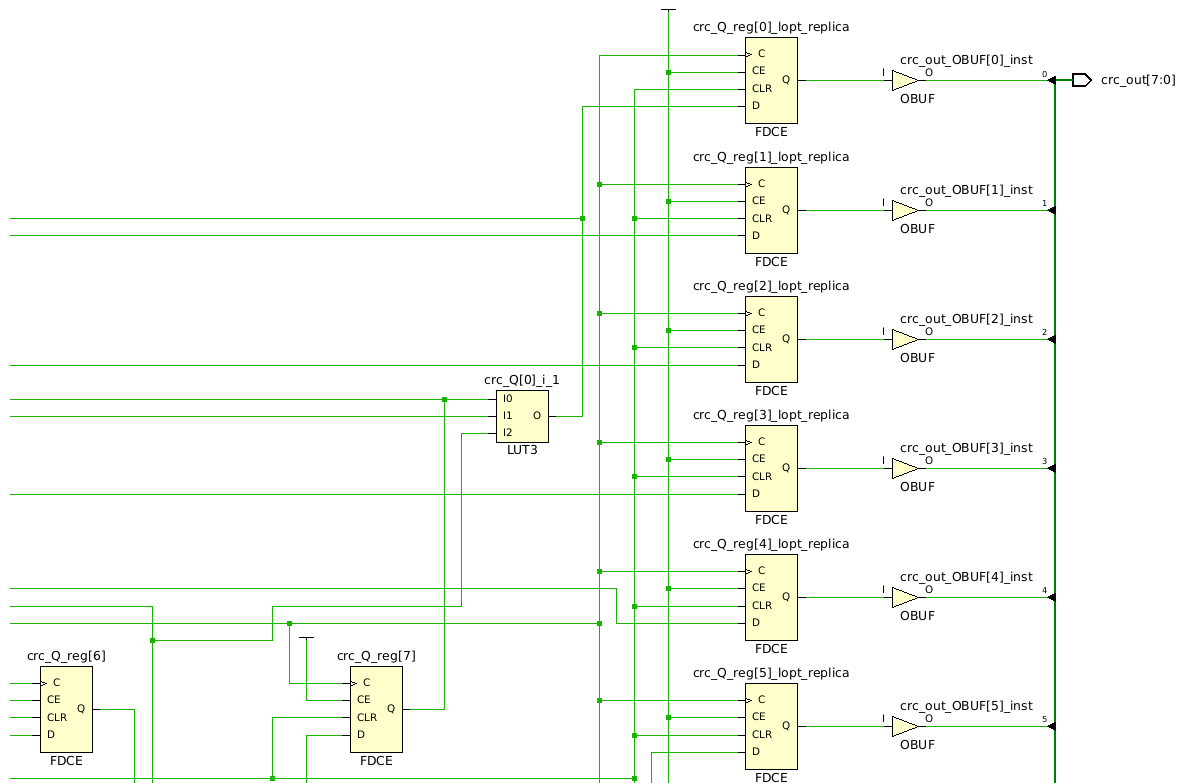 crc_Q_reg[0]_lopt_replica
C
CE
CLR
D
Q
FDCE
crc_out_OBUF[0]_inst
I
O
OBUF
0
crc_out[7:0]
crc_Q_reg[1]_lopt_replica
C
CE
CLR
D
Q
FDCE
crc_out_OBUF[1]_inst
I
O
OBUF
1
crc_Q_reg[2]_lopt_replica
C
CE
CLR
D
Q
FDCE
crc_out_OBUF[2]_inst
I
O
OBUF
2
crc_Q[0]_i_1
I0
I1
I2
O
LUT3
crc_Q_reg[3]_lopt_replica
C
CE
CLR
D
Q
FDCE
crc_out_OBUF[3]_inst
I
O
OBUF
3
crc_Q_reg[4]_lopt_replica
C
CE
CLR
D
Q
FDCE
crc_out_OBUF[4]_inst
I
O
OBUF
4
crc_Q_reg[6]
C
CE
CLR
D
Q
FDCE
crc_Q_reg[7]
C
CE
CLR
D
Q
FDCE
crc_Q_reg[5]_lopt_replica
C
CE
CLR
D
Q
FDCE
crc_out_OBUF[5]_inst
I
O
OBUF
5